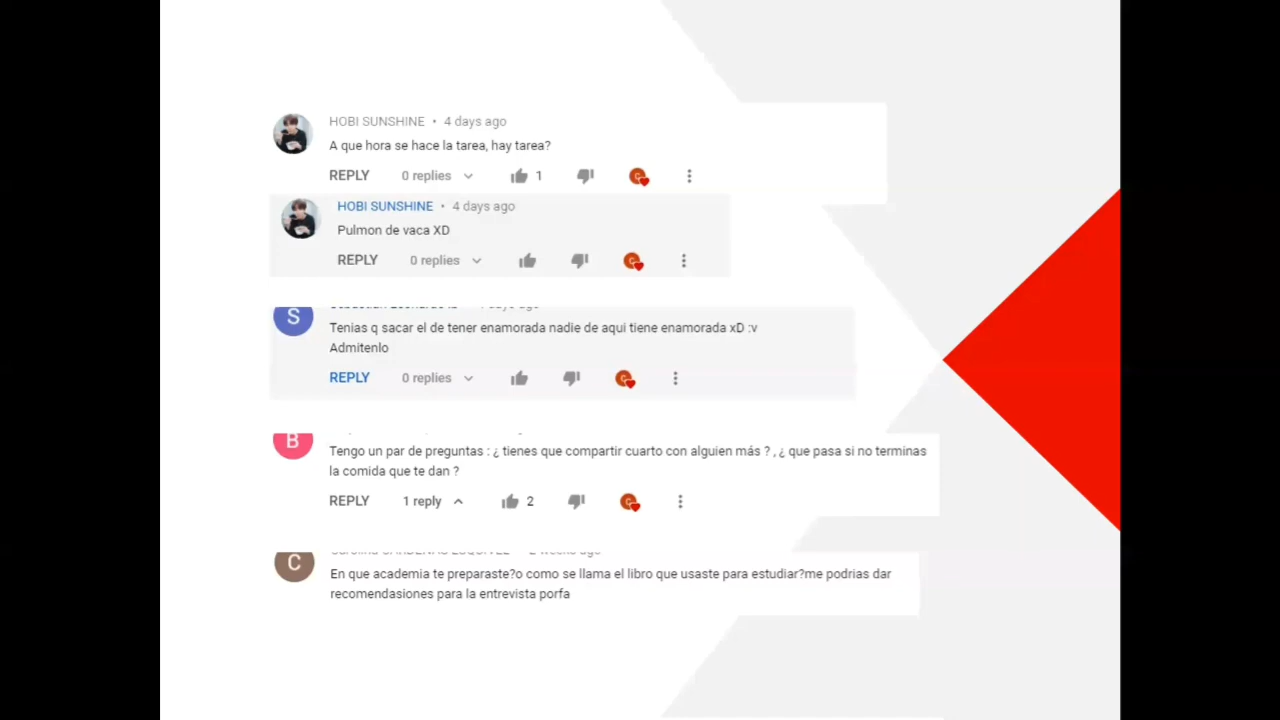 HOBI SUNSHINE • 4 days ago
A que hora se hace la tarea, hay tarea?
REPLY 0 replies 1
HOBI SUNSHINE • 4 days ago
Pulmon de vaca XD
REPLY 0 replies
S
Tenias q sacar el de tener enamorada nadie de aqui tiene enamorada xD :v
Admitenlo
REPLY 0 replies
B
Tengo un par de preguntas : ¿ tienes que compartir cuarto con alguien más ? , ¿ que pasa si no terminas
la comida que te dan ?
REPLY 1 reply 2
C
En que academia te preparaste?o como se llama el libro que usaste para estudiar?me podrias dar
recomendasiones para la entrevista porfa